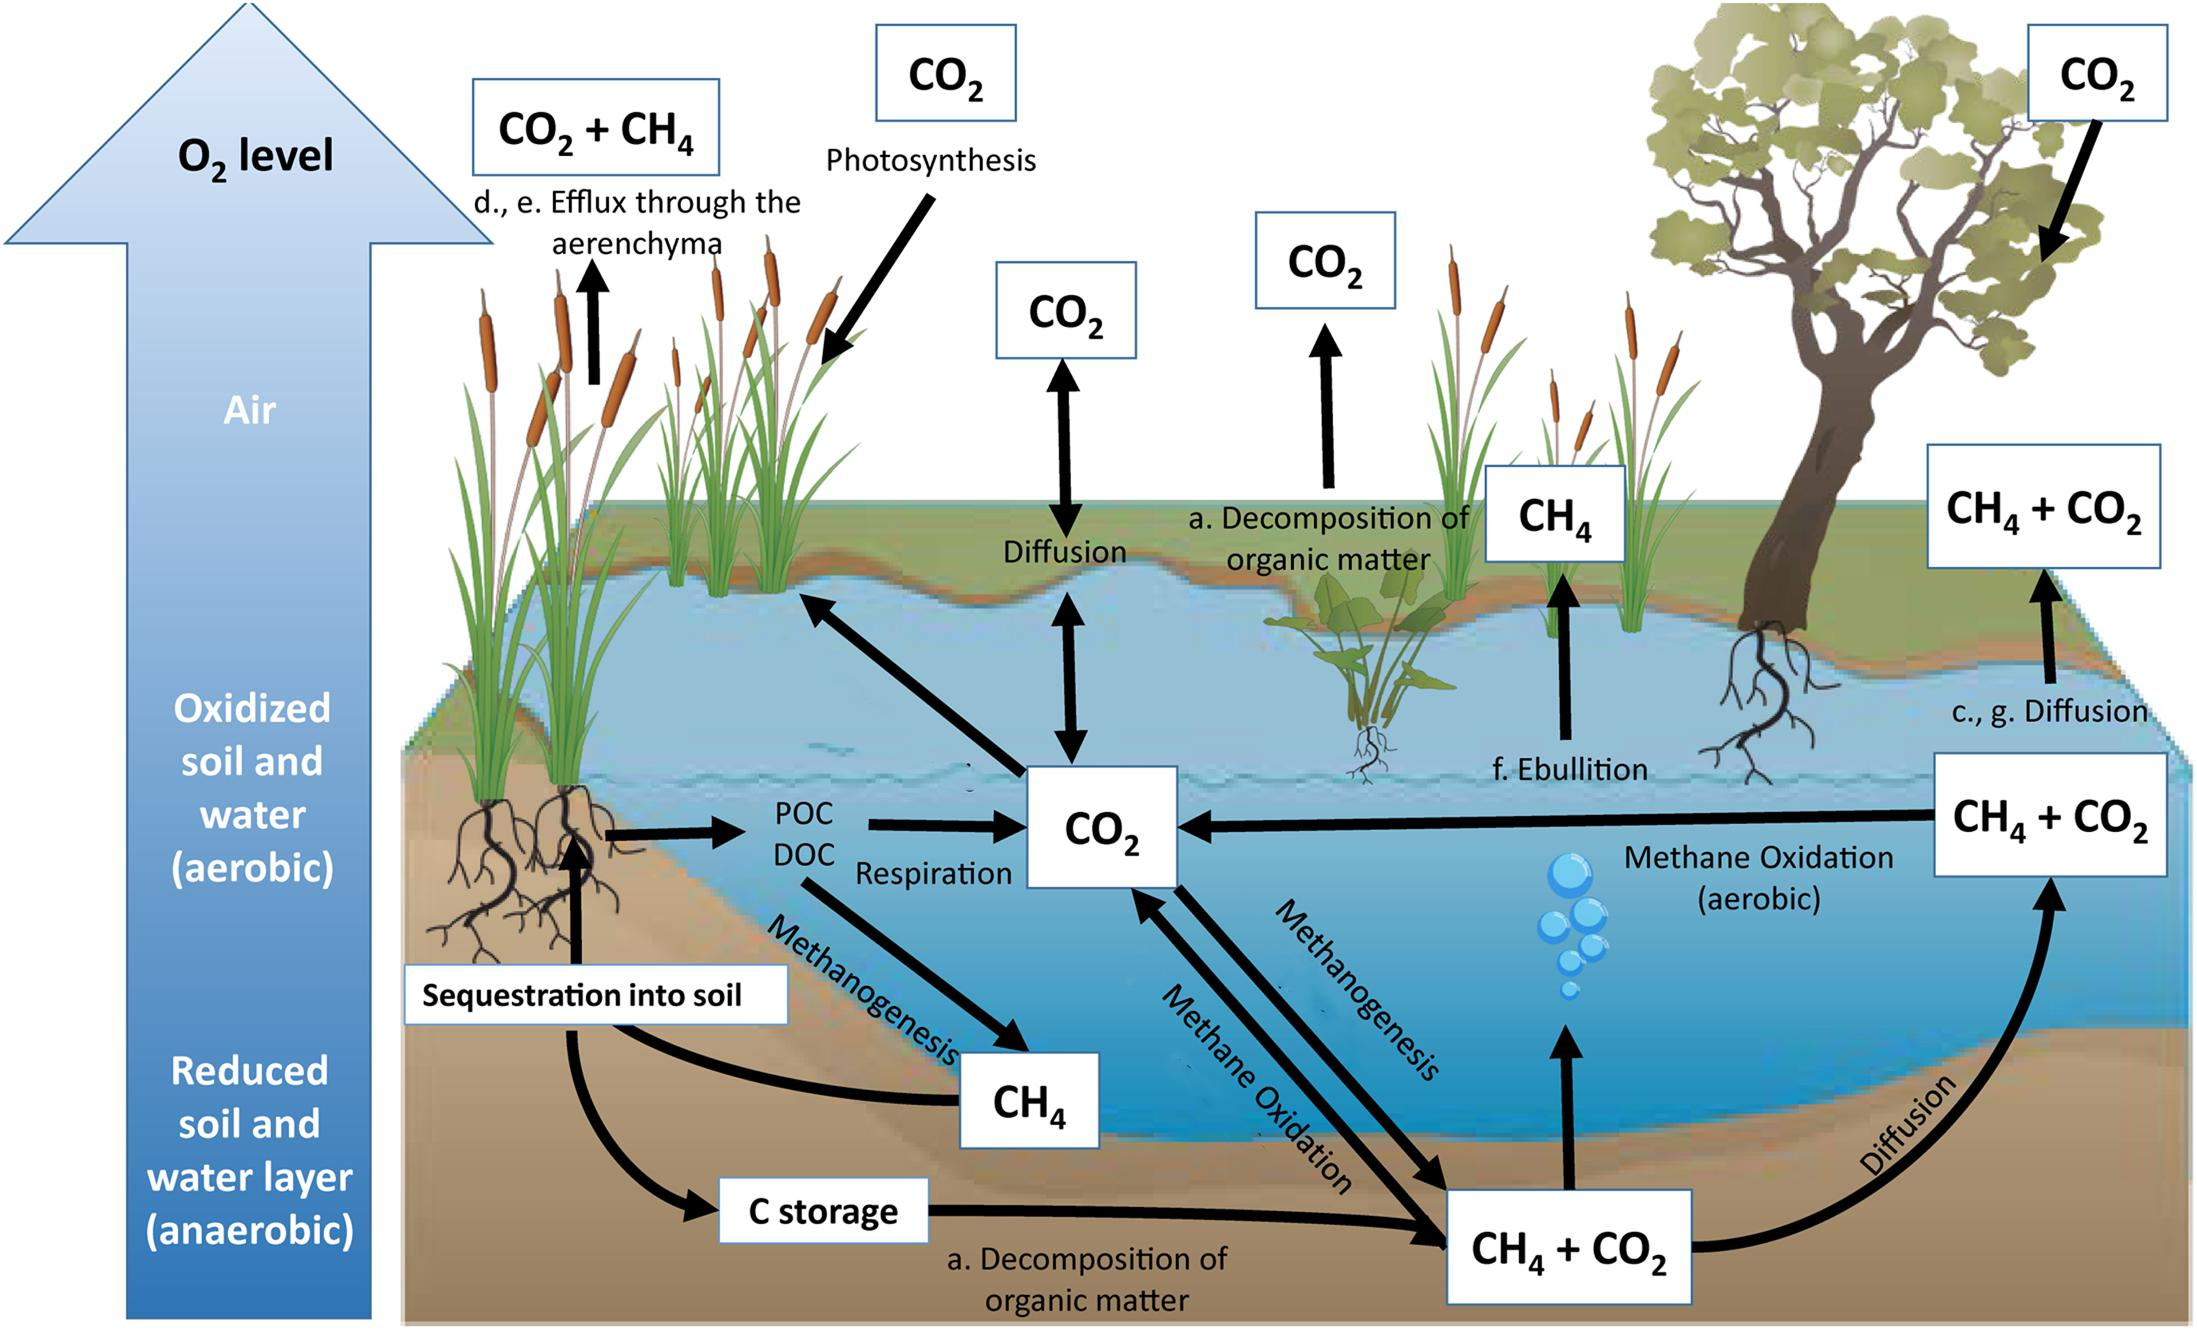 O₂ level
Air
Oxidized
soil and
water
(aerobic)
Reduced
soil and
water layer
(anaerobic)
CO₂ + CH₄
d., e. Efflux through the
aerenchyma
CO₂
Photosynthesis
CO₂
Diffusion
CO₂
a. Decomposition of
organic matter
CH₄
f. Ebullition
CO₂
CH₄ + CO₂
c., g. Diffusion
CH₄ + CO₂
Methane Oxidation
(aerobic)
CO₂
POC
DOC
Respiration
Methanogenesis
Methanogenesis
Methane Oxidation
Sequestration into soil
CH₄
C storage
a. Decomposition of
organic matter
CH₄ + CO₂
Diffusion